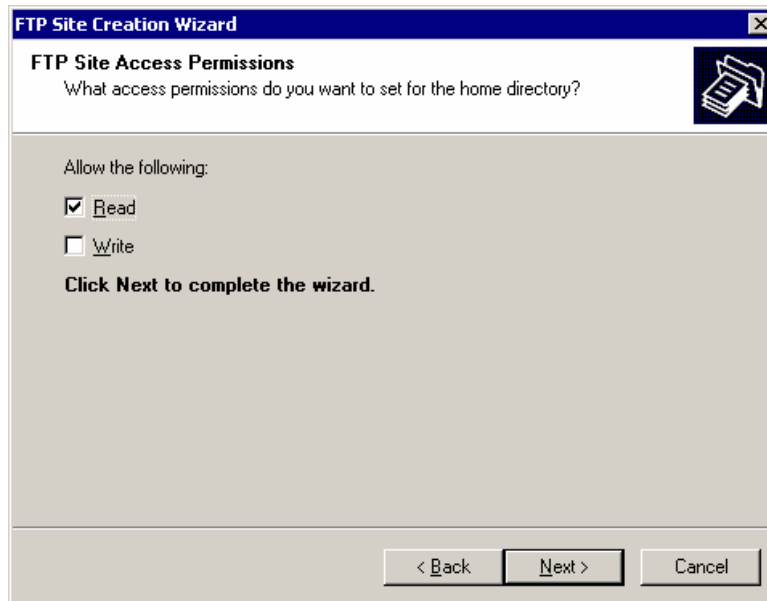 FTP Site Creation Wizard
FTP Site Access Permissions
What access permissions do you want to set for the home directory?
Allow the following:
Read
Write
Click Next to complete the wizard.
< Back
Next >
Cancel